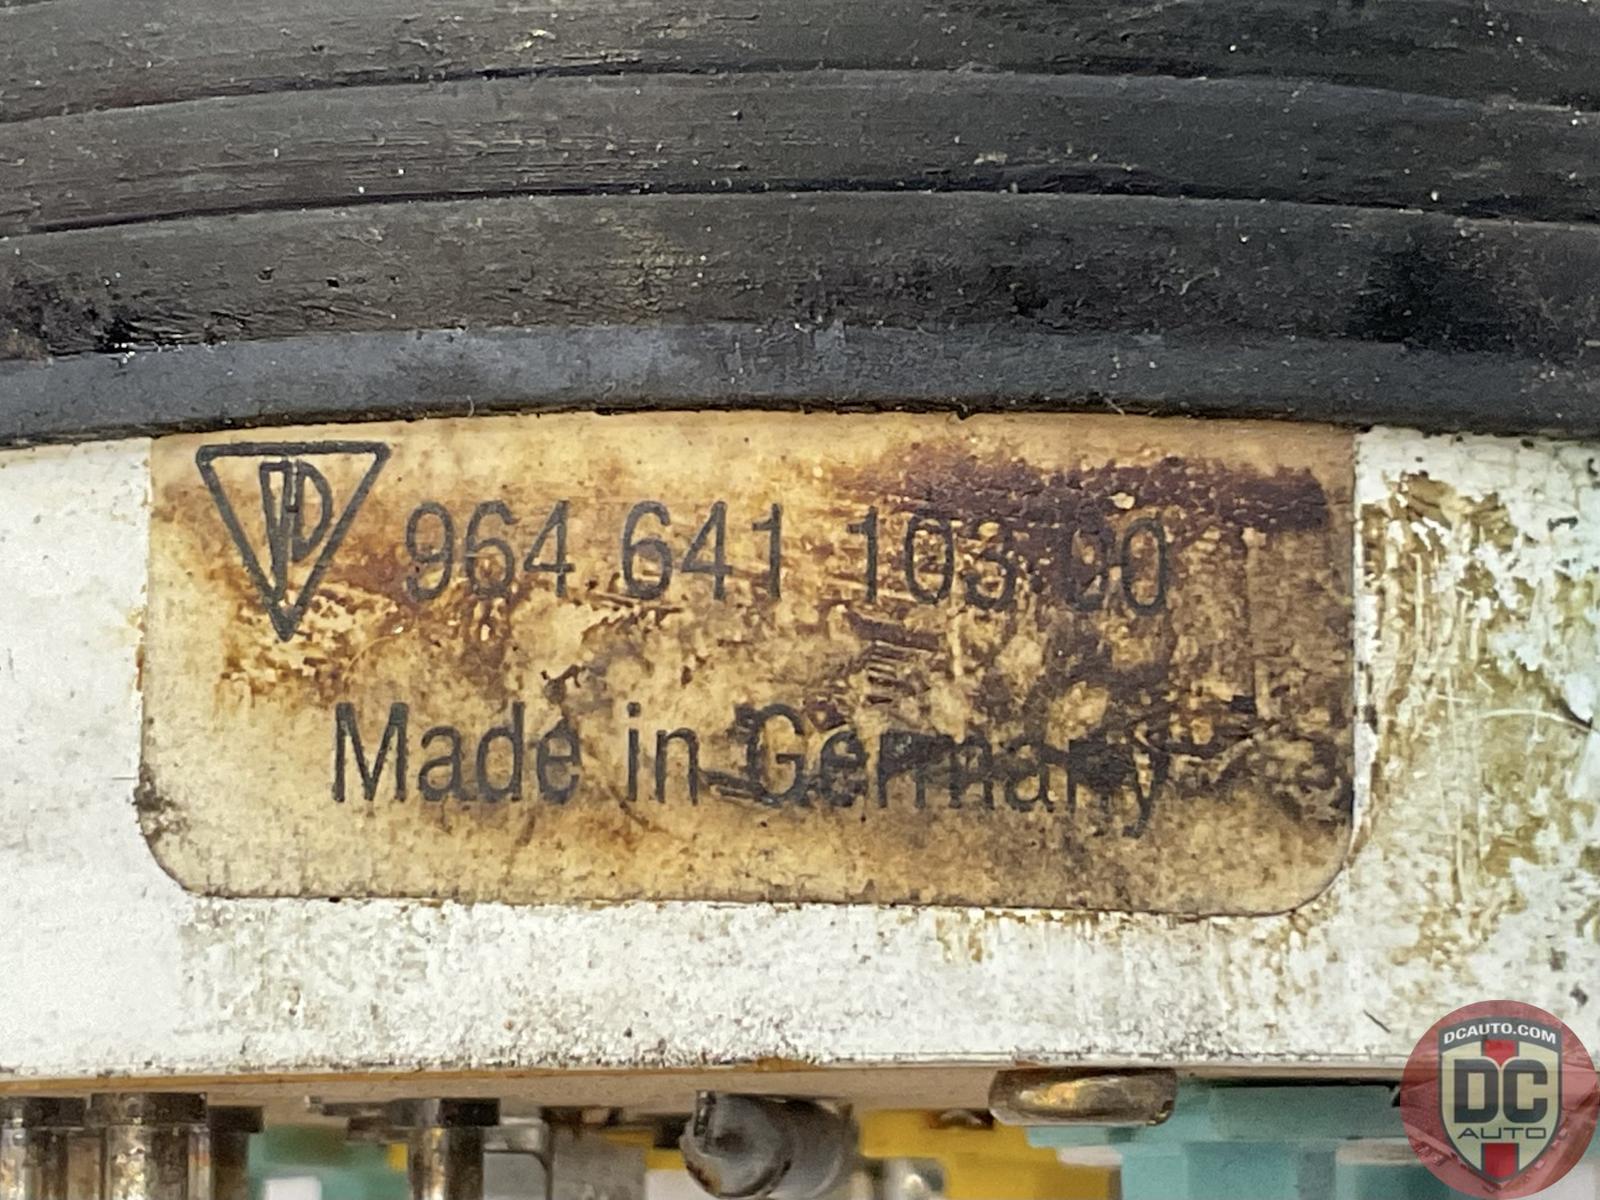 964 641 103 00
Made in Germany
DCAUTO.COM
DC
AUTO